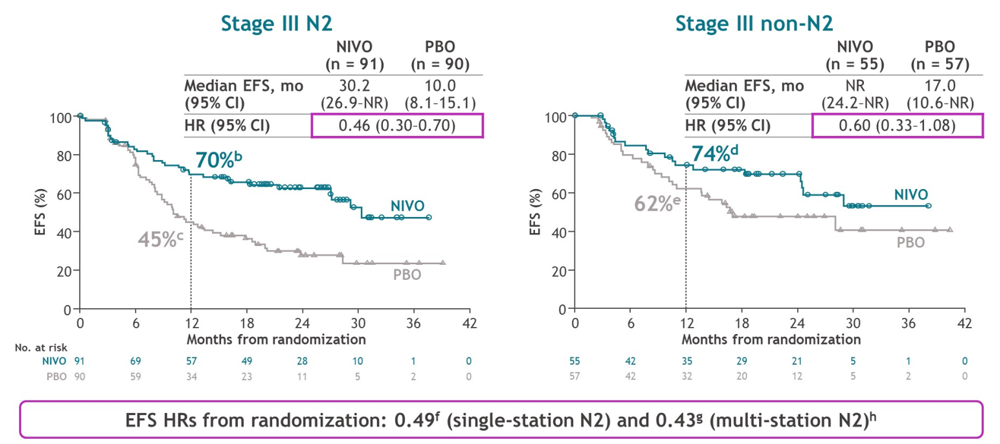 Stage III N2
NIVO PBO
(n = 91) (n = 90)
Median EFS, mo 30.2 10.0
(95% CI) (26.9-NR) (8.1-15.1)
HR (95% CI) 0.46 (0.30-0.70)
EFS (%)
100
80
60
40
20
0
70%ᵇ
45%ᶜ
NIVO
PBO
0 6 12 18 24 30 36 42
Months from randomization
No. at risk
NIVO 91 69 57 49 28 10 1 0
PBO 90 59 34 23 11 5 2 0
Stage III non-N2
NIVO PBO
(n = 55) (n = 57)
Median EFS, mo NR 17.0
(95% CI) (24.2-NR) (10.6-NR)
HR (95% CI) 0.60 (0.33-1.08)
EFS (%)
100
80
60
40
20
0
74%ᵈ
62%ᵉ
NIVO
PBO
0 6 12 18 24 30 36 42
Months from randomization
55 42 35 29 21 5 1 0
57 42 32 20 12 5 2 0
EFS HRs from randomization: 0.49ᶠ (single-station N2) and 0.43ᵍ (multi-station N2)ʰ